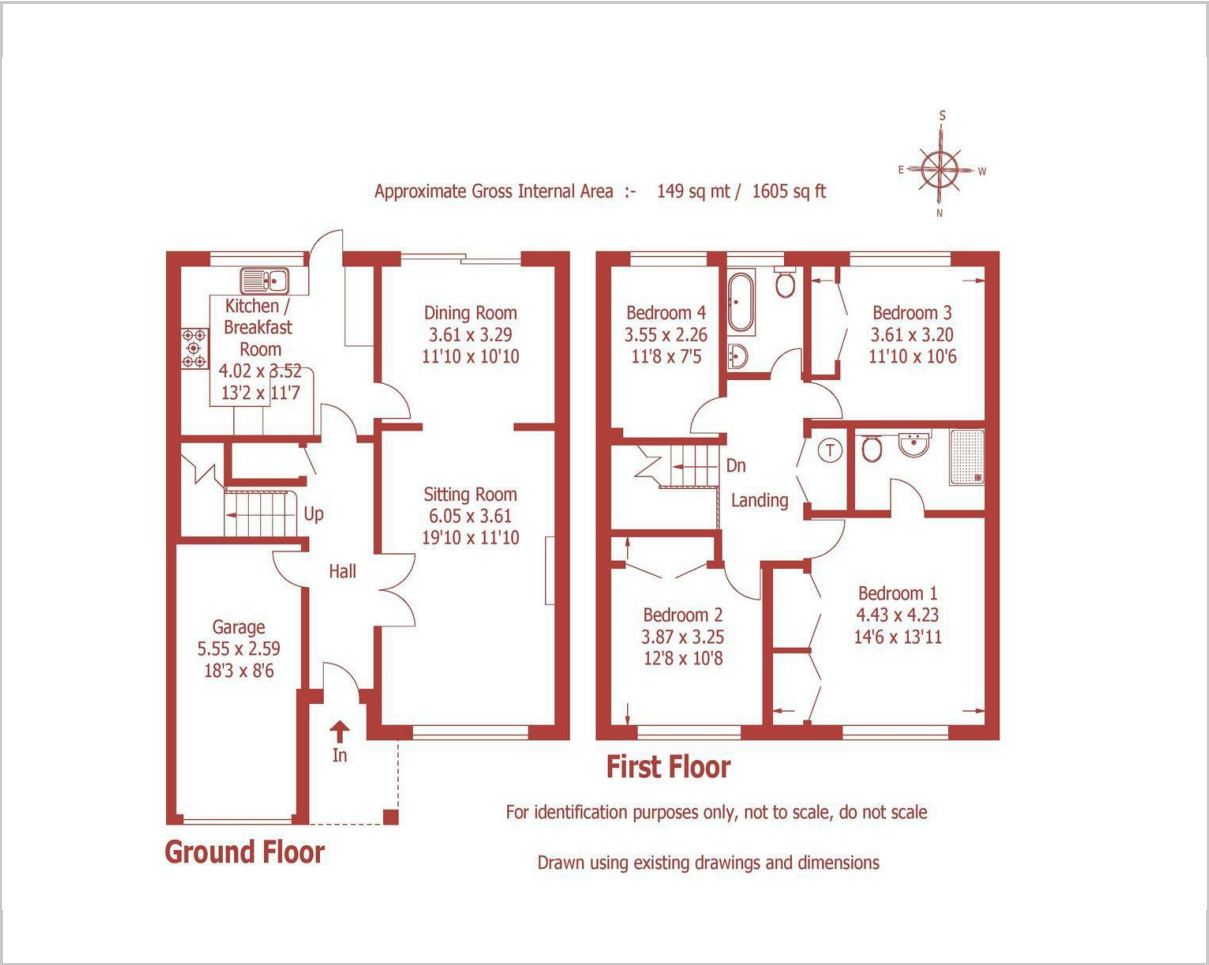 S
E
W
N
Approximate Gross Internal Area :- 149 sq mt / 1605 sq ft
Kitchen /
Breakfast
Room
4.02 x 3.52
13'2 x 11'7
Dining Room
3.61 x 3.29
11'10 x 10'10
Sitting Room
6.05 x 3.61
19'10 x 11'10
Up
Hall
Garage
5.55 x 2.59
18'3 x 8'6
In
Ground Floor
Bedroom 4
3.55 x 2.26
11'8 x 7'5
Bedroom 3
3.61 x 3.20
11'10 x 10'6
T
Dn
Landing
Bedroom 2
3.87 x 3.25
12'8 x 10'8
Bedroom 1
4.43 x 4.23
14'6 x 13'11
First Floor
For identification purposes only, not to scale, do not scale
Drawn using existing drawings and dimensions